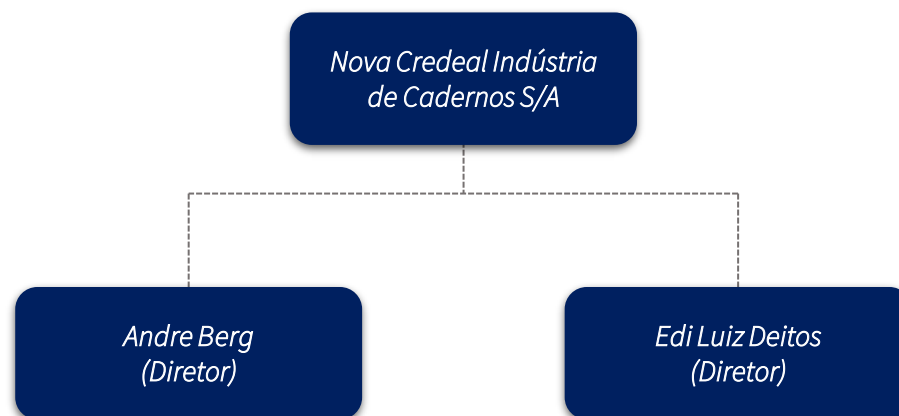 Nova Credeal Indústria
de Cadernos S/A
Andre Berg
(Diretor)
Edi Luiz Deitos
(Diretor)